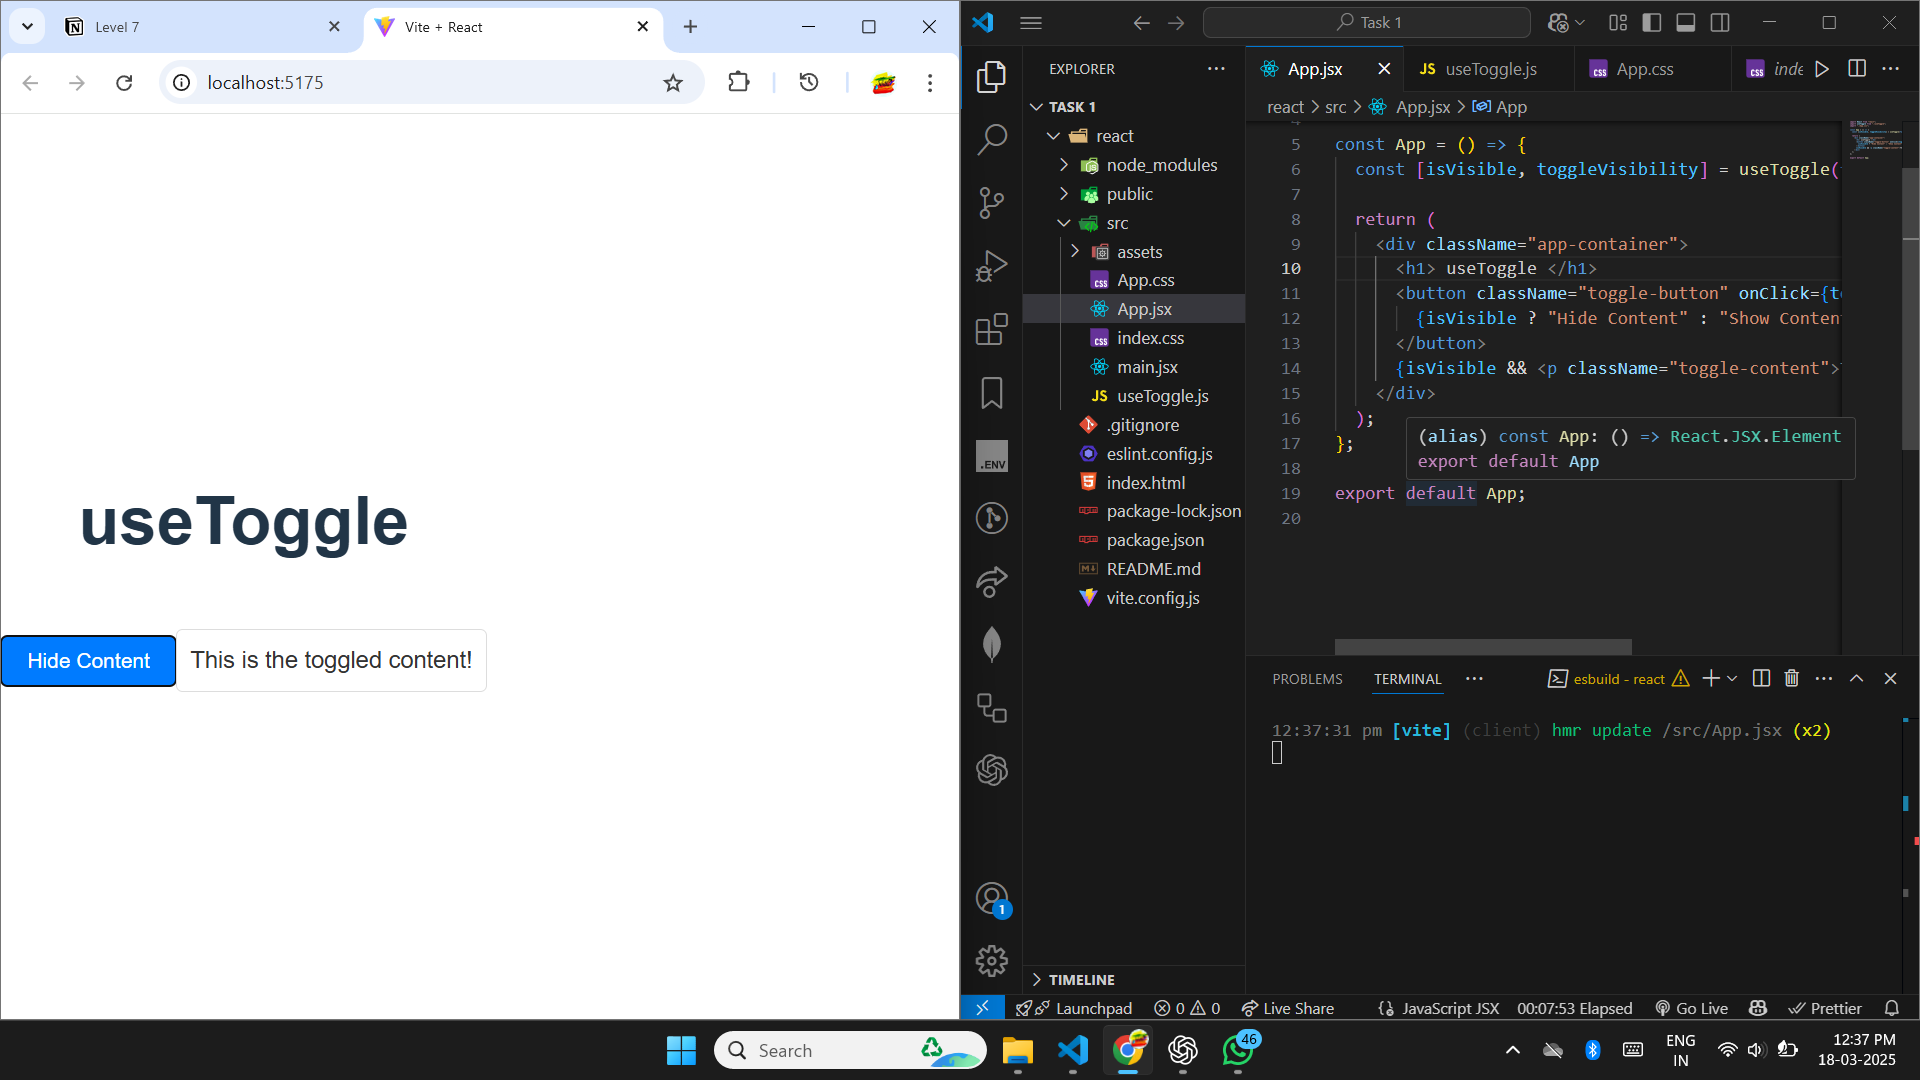 Level 7
Vite + React
localhost:5175
useToggle
Hide Content
This is the toggled content!
Task 1
EXPLORER
TASK 1
react
node_modules
public
src
assets
App.css
App.jsx
index.css
main.jsx
useToggle.js
.gitignore
eslint.config.js
index.html
package-lock.json
package.json
README.md
vite.config.js
.ENV
1
TIMELINE
App.jsx
useToggle.js
App.css
inde
react > src > App.jsx > App
5 const App = () => {
6 const [isVisible, toggleVisibility] = useToggle(
7
8 return (
9 <div className="app-container">
10 <h1> useToggle </h1>
11 <button className="toggle-button" onClick={to
12 {isVisible ? "Hide Content" : "Show Conten
13 </button>
14 {isVisible && <p className="toggle-content">
15 </div>
16 );
17 };
18
19 export default App;
20
(alias) const App: () => React.JSX.Element
export default App
PROBLEMS
TERMINAL
esbuild - react
12:37:31 pm [vite] (client) hmr update /src/App.jsx (x2)
Launchpad
0 0
Live Share
JavaScript JSX
00:07:53 Elapsed
Go Live
Prettier
Search
46
ENG
IN
12:37 PM
18-03-2025